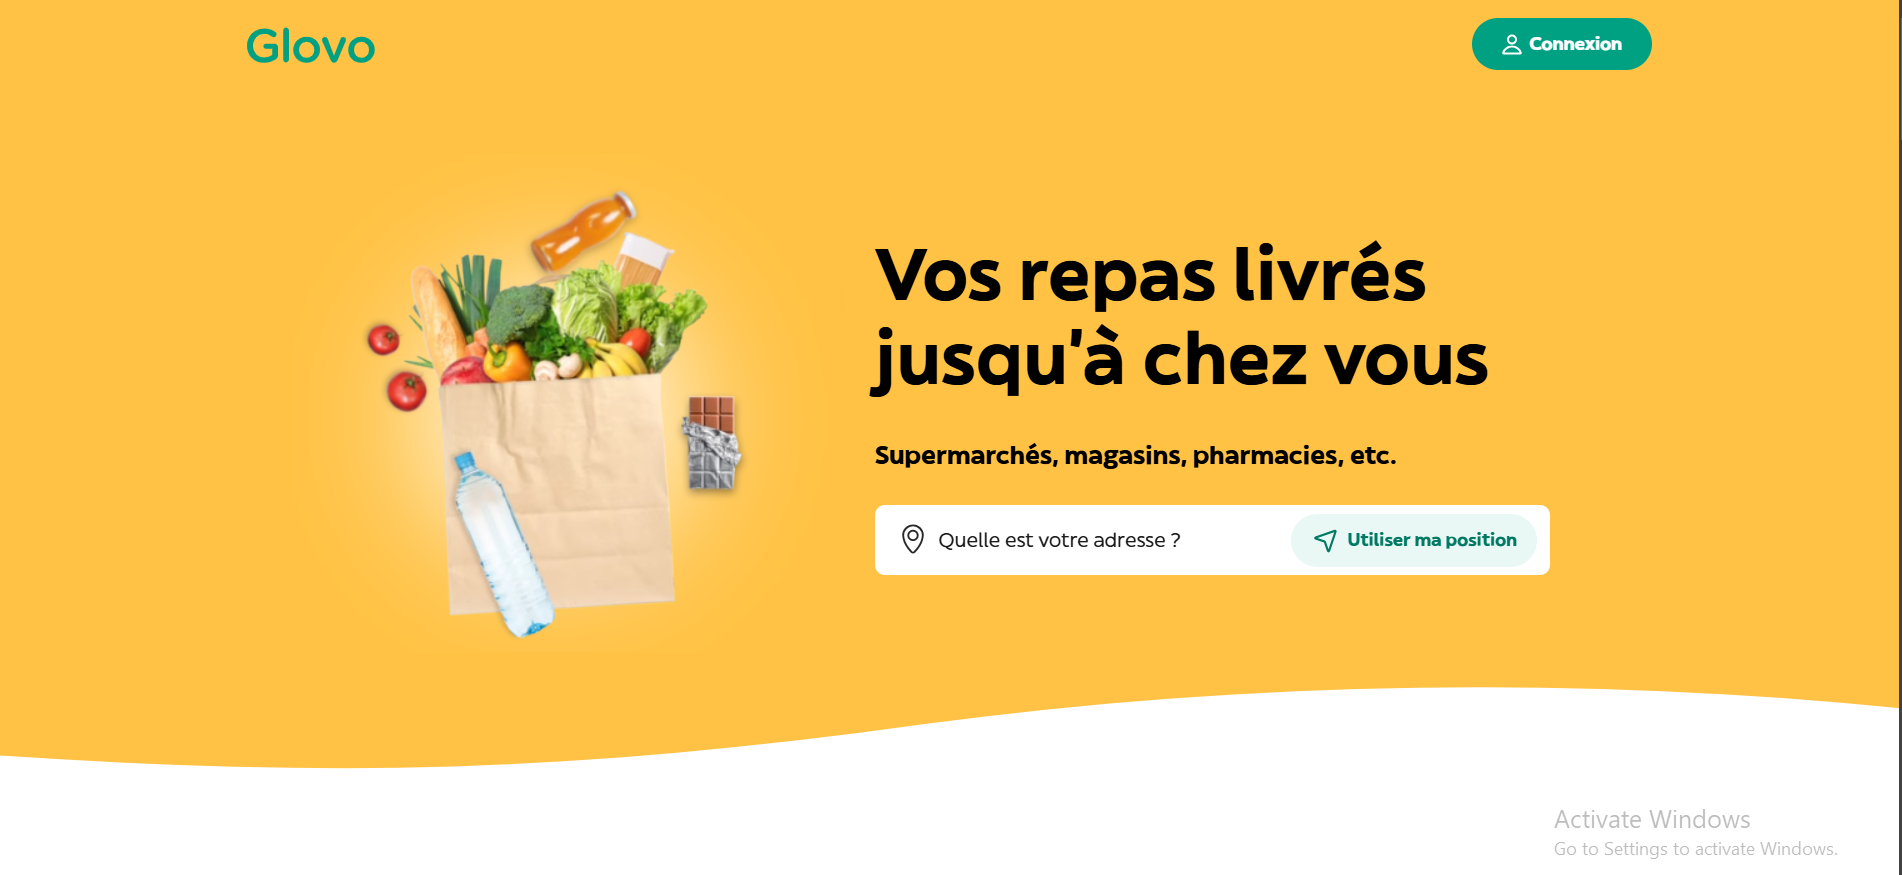 Glovo
Connexion
Vos repas livrés
jusqu'à chez vous
Supermarchés, magasins, pharmacies, etc.
Quelle est votre adresse ?
Utiliser ma position
Activate Windows
Go to Settings to activate Windows.